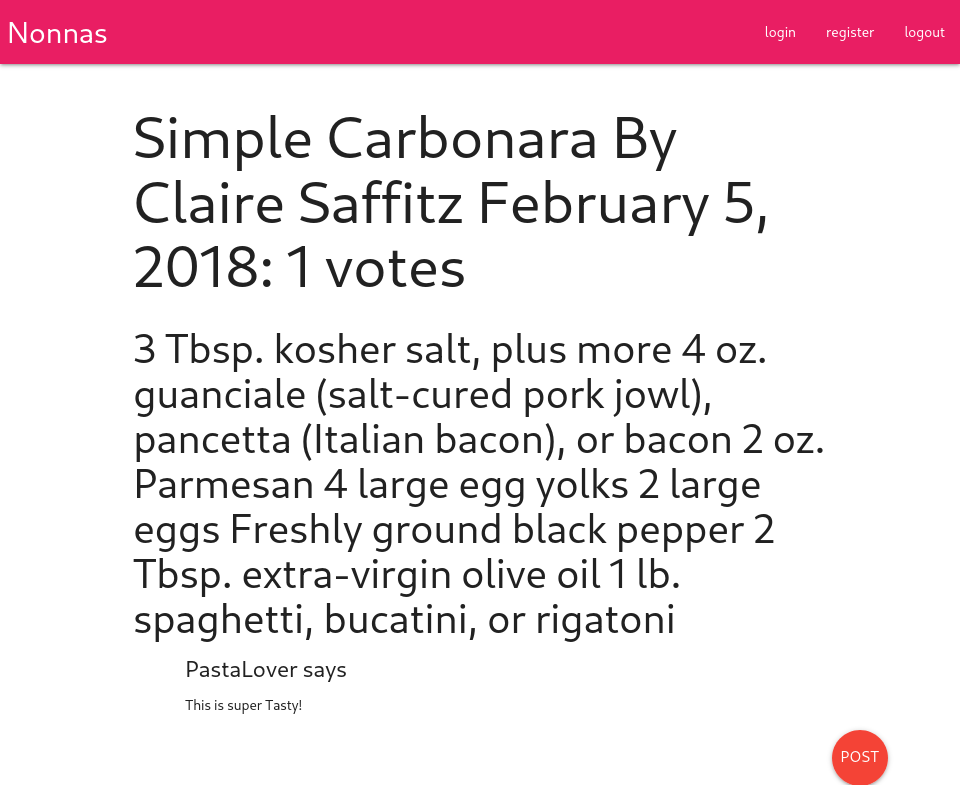 Nonnas
login register logout
Simple Carbonara By
Claire Saffitz February 5,
2018: 1 votes
3 Tbsp. kosher salt, plus more 4 oz.
guanciale (salt-cured pork jowl),
pancetta (Italian bacon), or bacon 2 oz.
Parmesan 4 large egg yolks 2 large
eggs Freshly ground black pepper 2
Tbsp. extra-virgin olive oil 1 lb.
spaghetti, bucatini, or rigatoni
PastaLover says
This is super Tasty!
POST